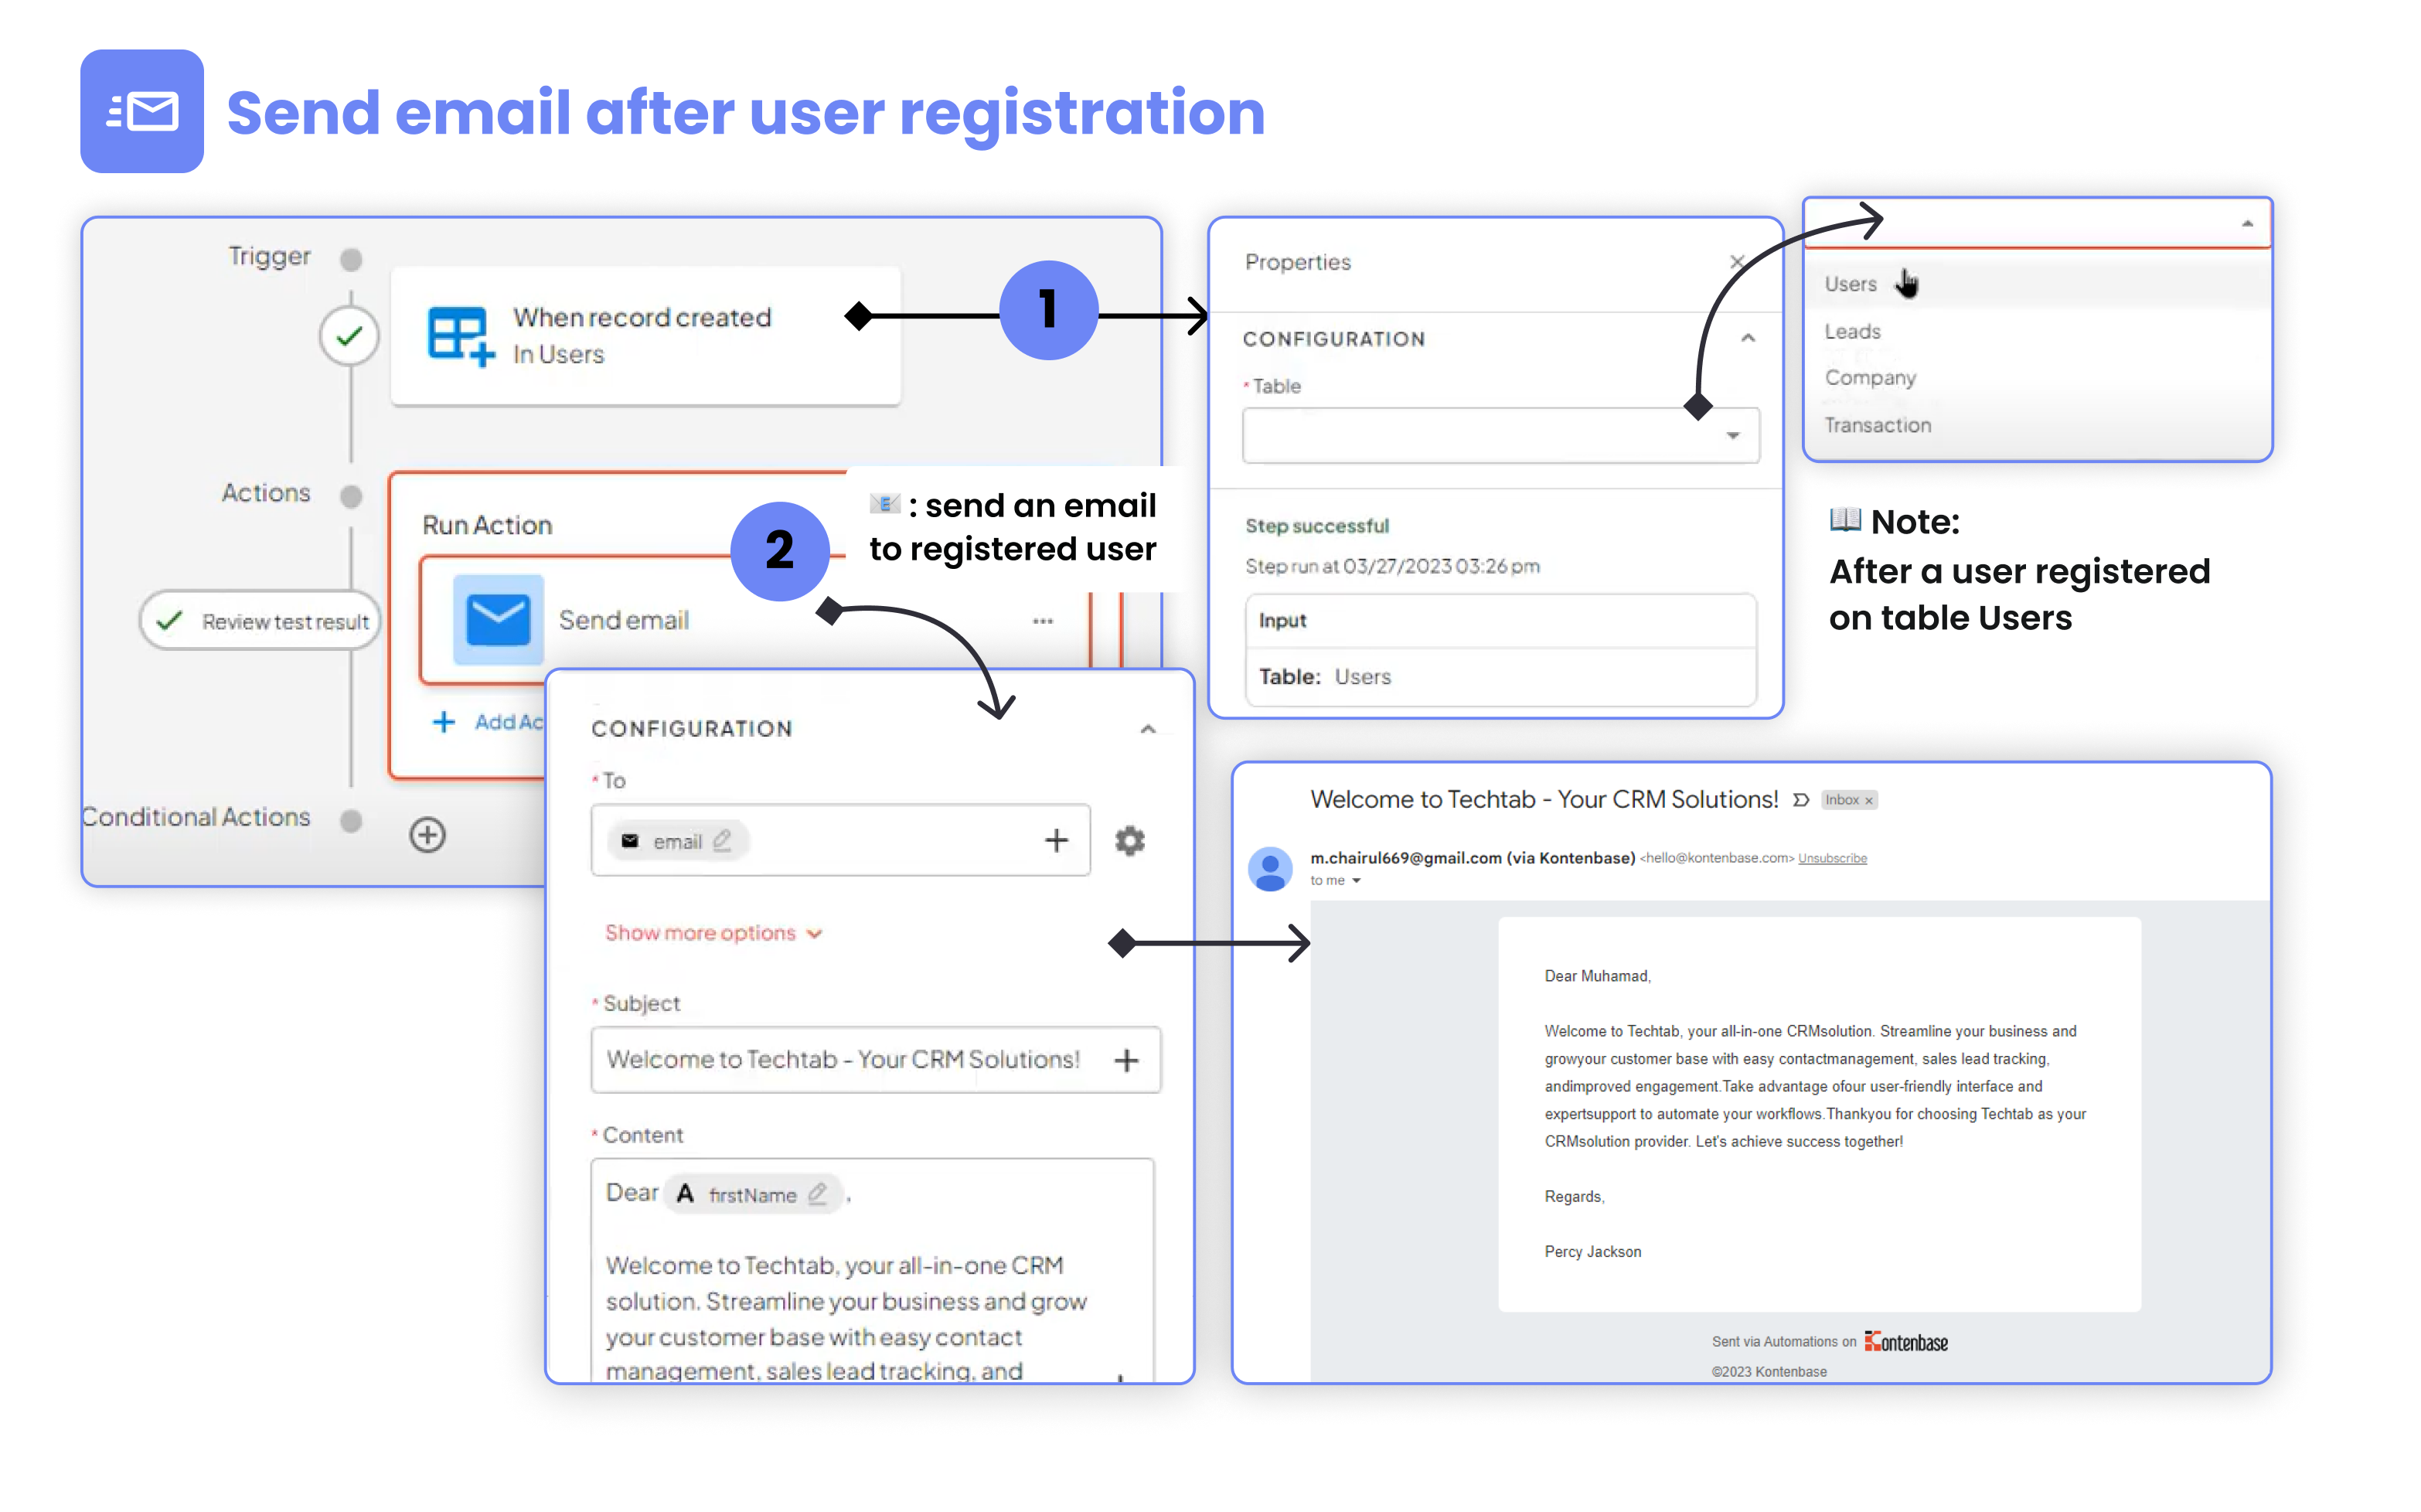 Send email after user registration
Trigger
When record created
In Users
1
Actions
Run Action
2
📧 : send an email
to registered user
Review test result
Send email
...
+ Add Ac
Conditional Actions
Properties
CONFIGURATION
* Table
Step successful
Step run at 03/27/2023 03:26 pm
Input
Table: Users
Users
Leads
Company
Transaction
📖 Note:
After a user registered
on table Users
CONFIGURATION
* To
email
Show more options
* Subject
Welcome to Techtab - Your CRM Solutions!
* Content
Dear A firstName ,
Welcome to Techtab, your all-in-one CRM
solution. Streamline your business and grow
your customer base with easy contact
management, sales lead tracking, and
Welcome to Techtab - Your CRM Solutions! Inbox x
m.chairul669@gmail.com (via Kontenbase) <hello@kontenbase.com> Unsubscribe
to me
Dear Muhamad,
Welcome to Techtab, your all-in-one CRMsolution. Streamline your business and
growyour customer base with easy contactmanagement, sales lead tracking,
andimproved engagement.Take advantage ofour user-friendly interface and
expertsupport to automate your workflows.Thankyou for choosing Techtab as your
CRMsolution provider. Let's achieve success together!
Regards,
Percy Jackson
Sent via Automations on Kontenbase
©2023 Kontenbase